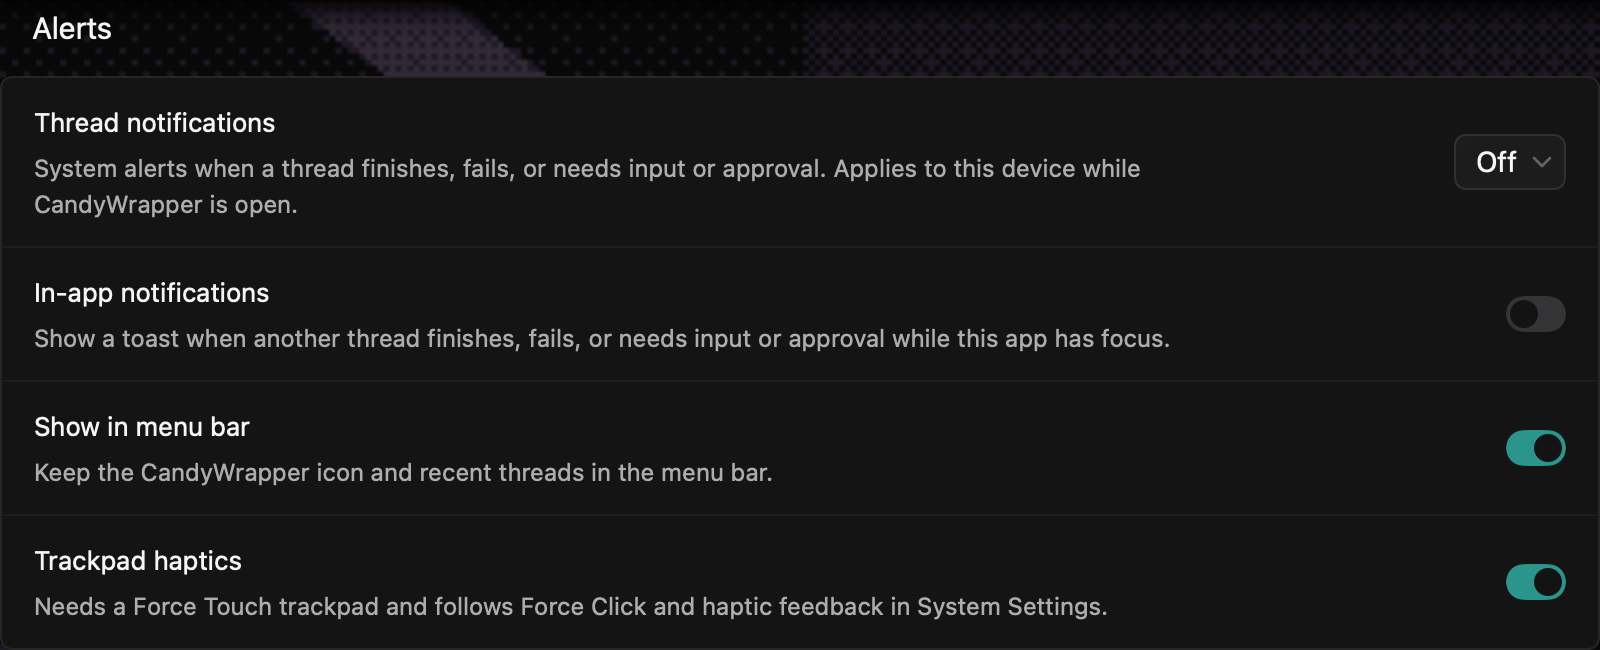 Alerts
Thread notifications
System alerts when a thread finishes, fails, or needs input or approval. Applies to this device while
CandyWrapper is open.
Off
In-app notifications
Show a toast when another thread finishes, fails, or needs input or approval while this app has focus.
Show in menu bar
Keep the CandyWrapper icon and recent threads in the menu bar.
Trackpad haptics
Needs a Force Touch trackpad and follows Force Click and haptic feedback in System Settings.